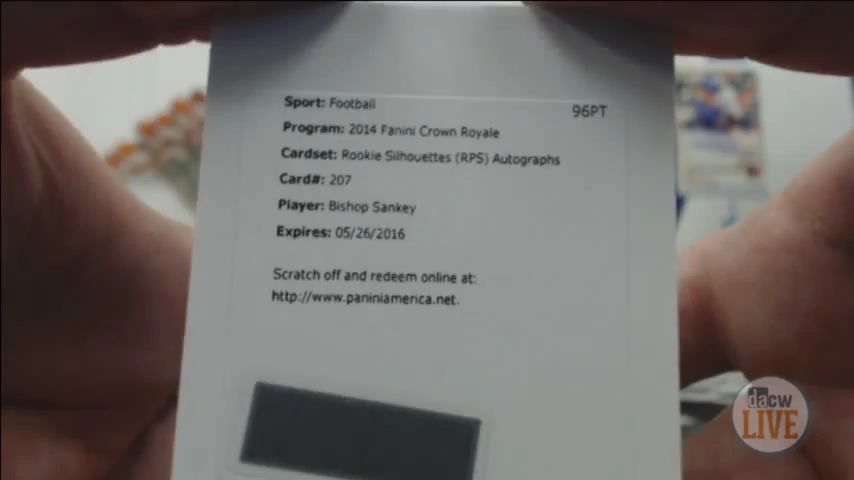 Sport: Football
96PT
Program: 2014 Panini Crown Royale
Cardset: Rookie Silhouettes (RPS) Autographs
Card#: 207
Player: Bishop Sankey
Expires: 05/26/2016
Scratch off and redeem online at:
http://www.paniniamerica.net.
dacw
LIVE